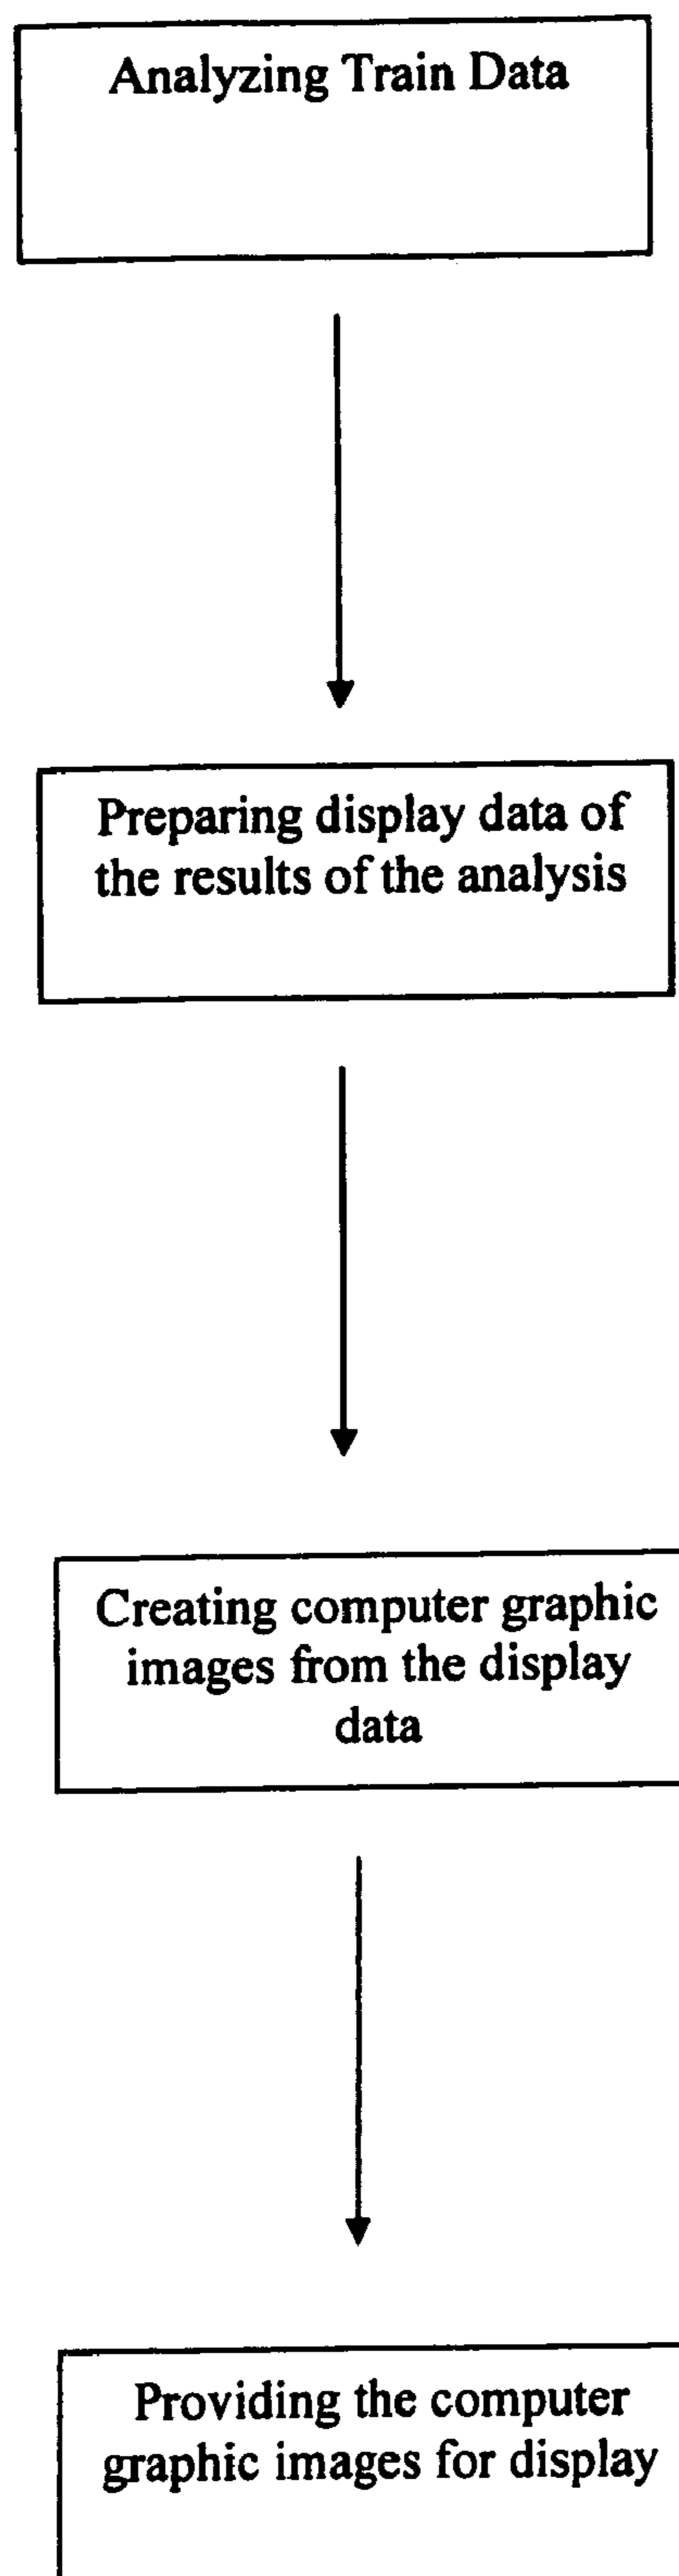 Analyzing Train Data
Preparing display data of
the results of the analysis
Creating computer graphic
images from the display
data
Providing the computer
graphic images for display